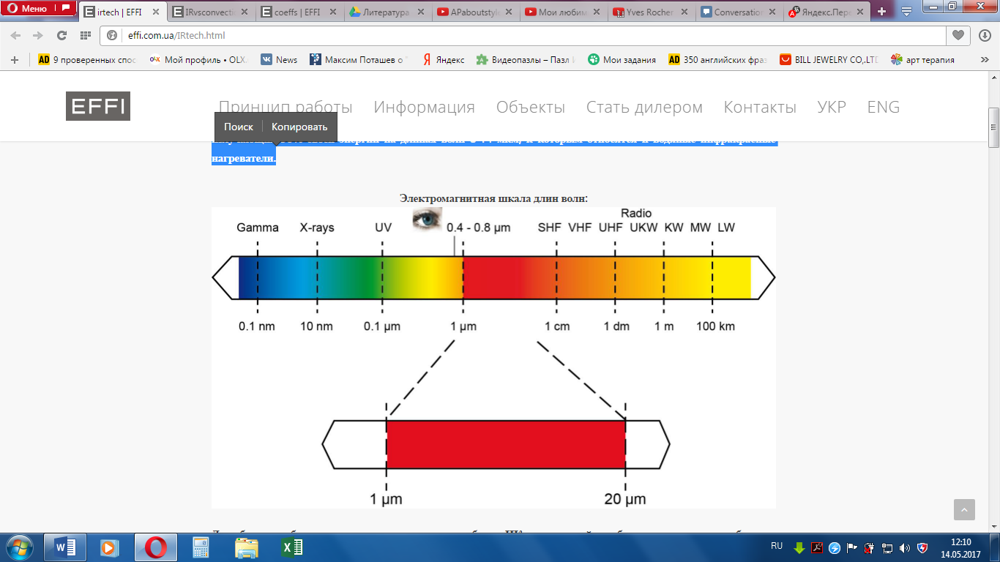 Меню
irtech | EFFI
IRvsconvecti
coeffs | EFFI
Литература
APaboutstyle
Мои любим
Yves Rocher
Conversation
Яндекс.Пере
effi.com.ua/IRtech.html
9 проверенных спос
Мой профиль • OLX.
News
Максим Поташев о "
Яндекс
Видеопазлы – Пазл
Мои задания
350 английских фраз
BILL JEWELRY CO,.LTD
арт терапия
EFFI
Принцип работы
Информация
Объекты
Стать дилером
Контакты
УКР
ENG
Поиск
Копировать
нагреватели.
Электромагнитная шкала длин волн:
Radio
Gamma X-rays UV 0.4 - 0.8 µm SHF VHF UHF UKW KW MW LW
0.1 nm 10 nm 0.1 µm 1 µm 1 cm 1 dm 1 m 100 km
1 µm 20 µm
RU
12:10
14.05.2017